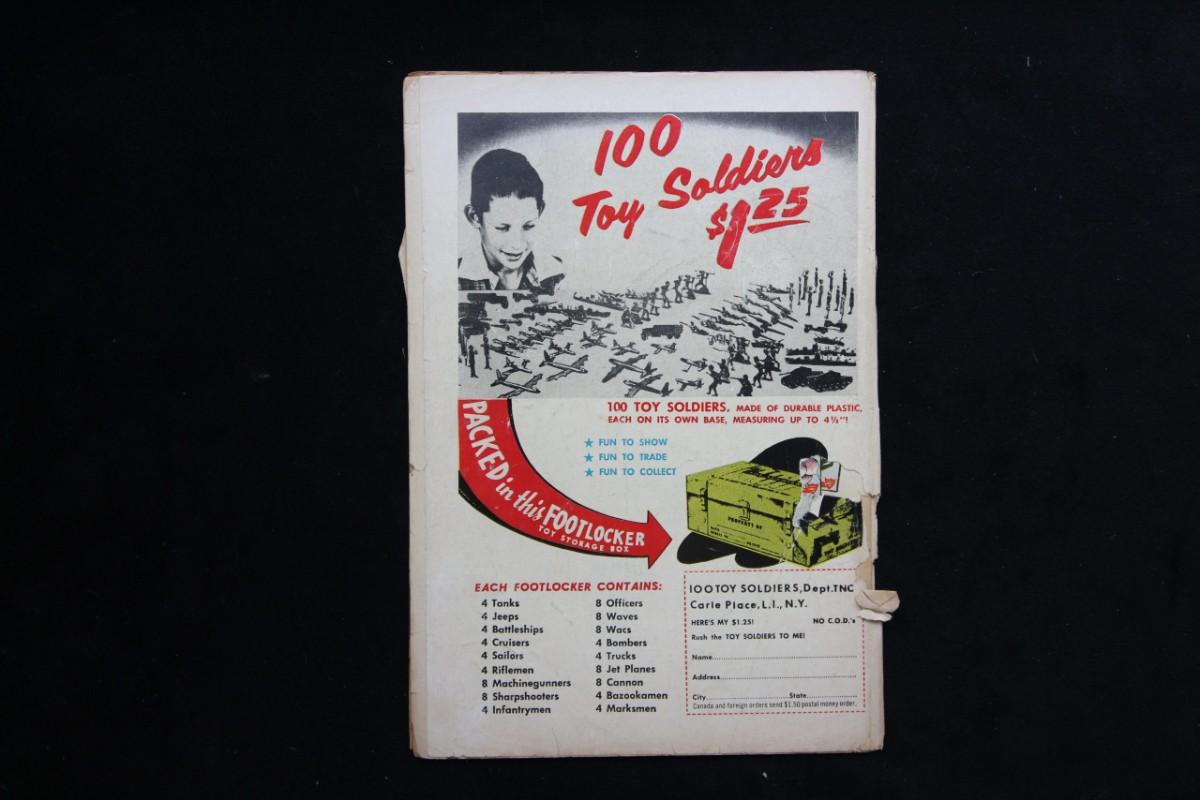 100
Toy Soldiers
$1.25
100 TOY SOLDIERS, MADE OF DURABLE PLASTIC,
EACH ON ITS OWN BASE, MEASURING UP TO 4½"!
★ FUN TO SHOW
★ FUN TO TRADE
★ FUN TO COLLECT
PACKED in this FOOTLOCKER
TOY STORAGE BOX
PROPERTY OF
EACH FOOTLOCKER CONTAINS:
4 Tanks
4 Jeeps
4 Battleships
4 Cruisers
4 Sailors
4 Riflemen
8 Machinegunners
8 Sharpshooters
4 Infantrymen
8 Officers
8 Waves
8 Wacs
4 Bombers
4 Trucks
8 Jet Planes
8 Cannon
4 Bazookamen
4 Marksmen
100 TOY SOLDIERS, Dept. TNC
Carle Place, L.I., N.Y.
HERE'S MY $1.25! NO C.O.D.'s
Rush the TOY SOLDIERS TO ME!
Name
Address
City State
Canada and foreign orders send $1.50 postal money order.